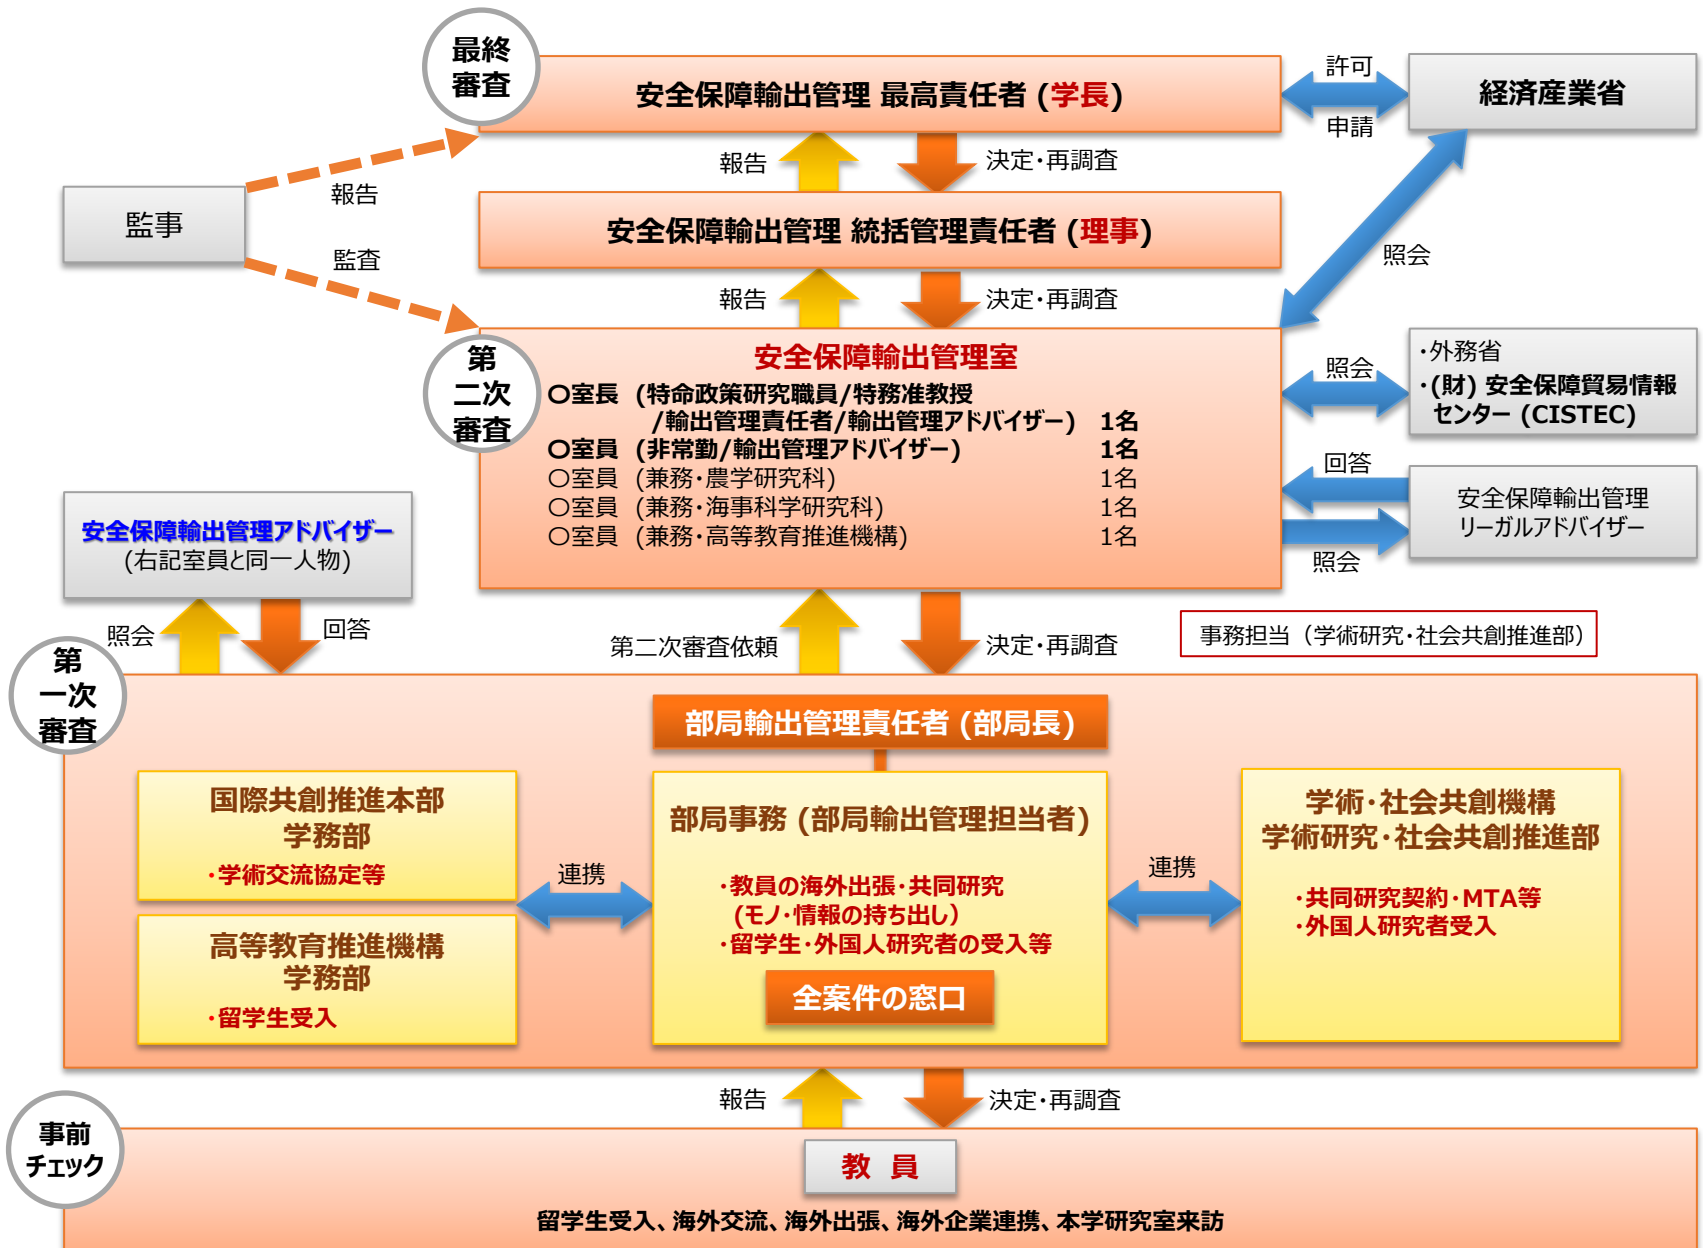 最終
審査
安全保障輸出管理 最高責任者 (学長)
許可
申請
経済産業省
報告
決定・再調査
監事
報告
監査
安全保障輸出管理 統括管理責任者 (理事)
照会
報告
決定・再調査
第
二次
審査
安全保障輸出管理室
〇室長 (特命政策研究職員/特務准教授
/輸出管理責任者/輸出管理アドバイザー) 1名
〇室員 (非常勤/輸出管理アドバイザー) 1名
〇室員 (兼務・農学研究科) 1名
〇室員 (兼務・海事科学研究科) 1名
〇室員 (兼務・高等教育推進機構) 1名
照会
・外務省
・(財) 安全保障貿易情報
センター (CISTEC)
回答
照会
安全保障輸出管理
リーガルアドバイザー
安全保障輸出管理アドバイザー
(右記室員と同一人物)
照会
回答
第二次審査依頼
決定・再調査
事務担当（学術研究・社会共創推進部）
第
一次
審査
部局輸出管理責任者 (部局長)
国際共創推進本部
学務部
・学術交流協定等
高等教育推進機構
学務部
・留学生受入
連携
部局事務 (部局輸出管理担当者)
・教員の海外出張・共同研究
(モノ・情報の持ち出し）
・留学生・外国人研究者の受入等
全案件の窓口
連携
学術・社会共創機構
学術研究・社会共創推進部
・共同研究契約・MTA等
・外国人研究者受入
報告
決定・再調査
事前
チェック
教 員
留学生受入、海外交流、海外出張、海外企業連携、本学研究室来訪